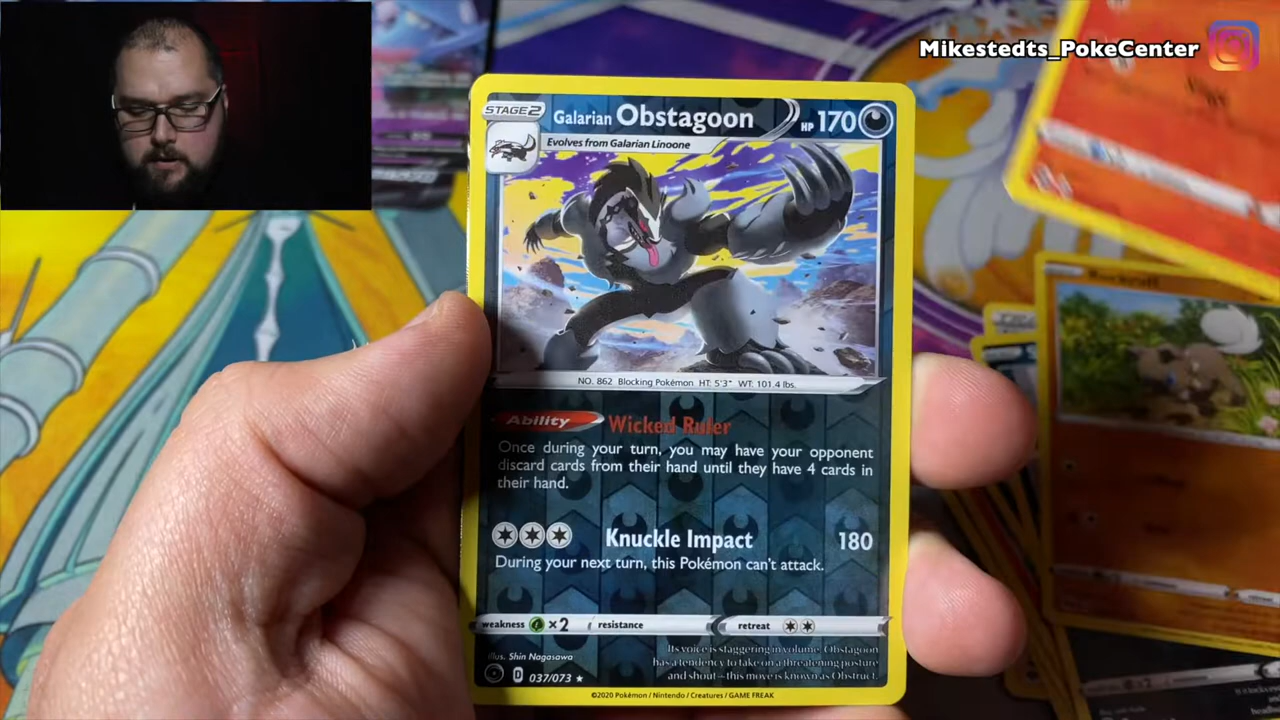 Mikestedts_PokeCenter
STAGE 2
Galarian Obstagoon
HP 170
Evolves from Galarian Linoone
NO. 862 Blocking Pokémon HT: 5'3" WT: 101.4 lbs.
Ability Wicked Ruler
Once during your turn, you may have your opponent
discard cards from their hand until they have 4 cards in
their hand.
Knuckle Impact 180
During your next turn, this Pokémon can't attack.
weakness ×2 resistance retreat
Its voice is staggering in volume. Obstagoon
has a tendency to take on a threatening posture
and shout—this move is known as Obstruct.
Illus. Shin Nagasawa
D 037/073 ★
©2020 Pokémon / Nintendo / Creatures / GAME FREAK
Rockruff